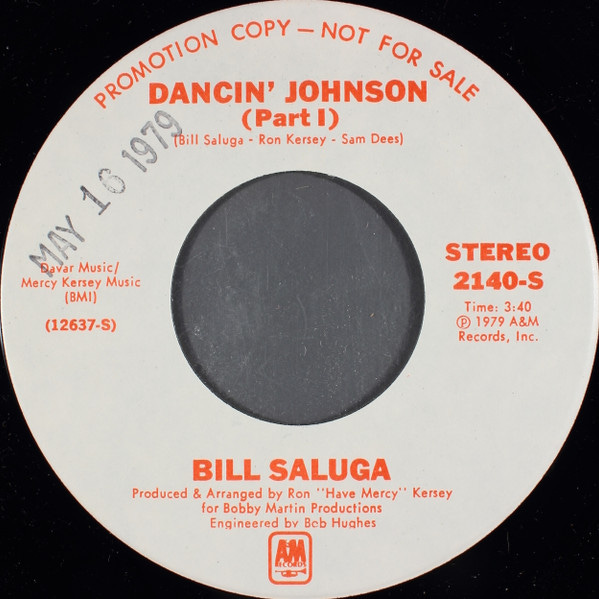 PROMOTION COPY — NOT FOR SALE
DANCIN' JOHNSON
(Part I)
(Bill Saluga - Ron Kersey - Sam Dees)
MAY 16 1979
Davar Music/
Mercy Kersey Music
(BMI)
(12637-S)
STEREO
2140-S
Time: 3:40
℗ 1979 A&M
Records, Inc.
BILL SALUGA
Produced & Arranged by Ron "Have Mercy" Kersey
for Bobby Martin Productions
Engineered by Bob Hughes
A&M
RECORDS